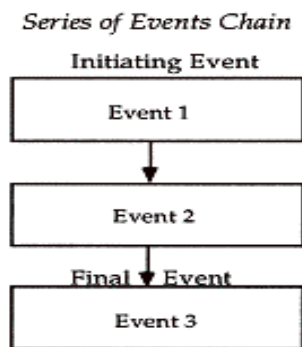 Series of Events Chain
Initiating Event
Event 1
Event 2
Final Event
Event 3